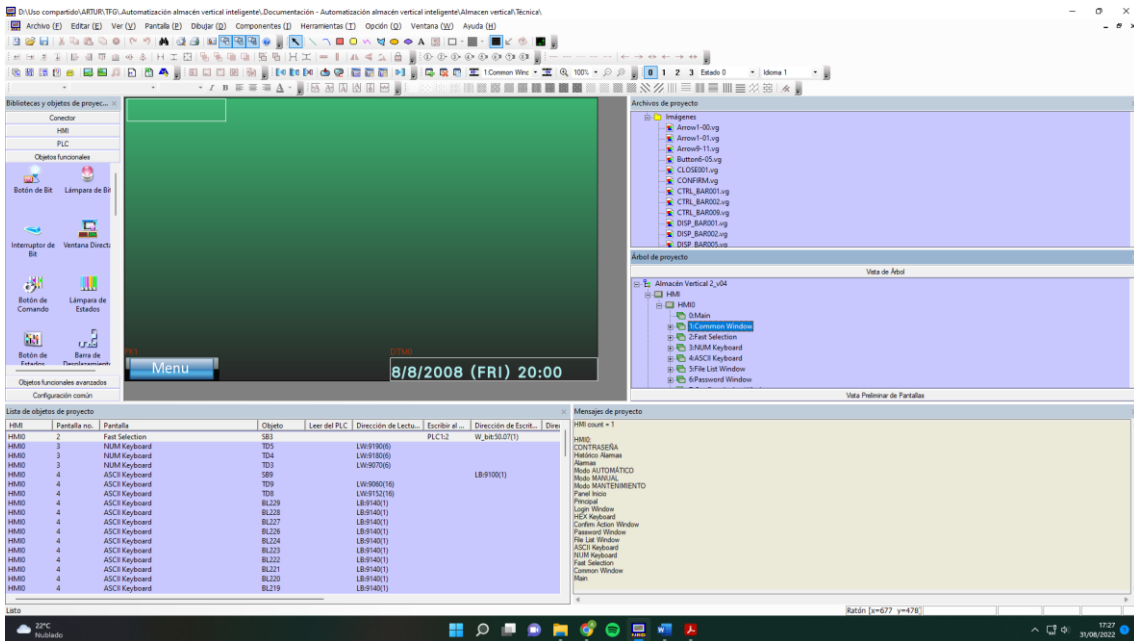 D:\Uso compartido\ARTUR\TFG\.Automatización almacén vertical inteligente\.Documentación - Automatización almacén vertical inteligente\Almacen vertical\Técnica\
Archivo (F) Editar (E) Ver (V) Pantalla (P) Dibujar (D) Componentes (I) Herramientas (T) Opción (O) Ventana (W) Ayuda (H)
1:Common Winc 100% 0 1 2 3 Estado 0 Idioma 1
Bibliotecas y objetos de proyec...
Conector
HMI
PLC
Objetos funcionales
Botón de Bit Lámpara de Bit
Interruptor de Bit Ventana Directa
Botón de Comando Lámpara de Estados
Botón de Estados Barra de Desplazamiento
Objetos funcionales avanzados
Configuración común
FK1
Menu
DTM0
8/8/2008 (FRI) 20:00
Archivos de proyecto
Imágenes
Arrow1-00.vg
Arrow1-01.vg
Arrow9-11.vg
Button6-05.vg
CLOSE001.vg
CONFIRM.vg
CTRL_BAR001.vg
CTRL_BAR002.vg
CTRL_BAR009.vg
DISP_BAR001.vg
DISP_BAR002.vg
DISP_BAR005.vg
Árbol de proyecto
Vista de Árbol
Almacén Vertical 2_v04
HMI
HMI0
0:Main
1:Common Window
2:Fast Selection
3:NUM Keyboard
4:ASCII Keyboard
5:File List Window
6:Password Window
Vista Preliminar de Pantallas
Lista de objetos de proyecto
HMI Pantalla no. Pantalla Objeto Leer del PLC Dirección de Lectu... Escribir al ... Dirección de Escrit... Direc
HMI0 2 Fast Selection SB3 PLC1:2 W_bit:50.07(1)
HMI0 3 NUM Keyboard TD5 LW:9190(6)
HMI0 3 NUM Keyboard TD4 LW:9180(6)
HMI0 3 NUM Keyboard TD3 LW:9070(6)
HMI0 4 ASCII Keyboard SB9 LB:9100(1)
HMI0 4 ASCII Keyboard TD9 LW:9060(16)
HMI0 4 ASCII Keyboard TD8 LW:9152(16)
HMI0 4 ASCII Keyboard BL229 LB:9140(1)
HMI0 4 ASCII Keyboard BL228 LB:9140(1)
HMI0 4 ASCII Keyboard BL227 LB:9140(1)
HMI0 4 ASCII Keyboard BL226 LB:9140(1)
HMI0 4 ASCII Keyboard BL224 LB:9140(1)
HMI0 4 ASCII Keyboard BL223 LB:9140(1)
HMI0 4 ASCII Keyboard BL222 LB:9140(1)
HMI0 4 ASCII Keyboard BL221 LB:9140(1)
HMI0 4 ASCII Keyboard BL220 LB:9140(1)
HMI0 4 ASCII Keyboard BL219 LB:9140(1)
Mensajes de proyecto
HMI count = 1
HMI0:
CONTRASEÑA
Histórico Alarmas
Alarmas
Modo AUTOMÁTICO
Modo MANUAL
Modo MANTENIMIENTO
Panel Inicio
Principal
Login Window
HEX Keyboard
Confirm Action Window
Password Window
File List Window
ASCII Keyboard
NUM Keyboard
Fast Selection
Common Window
Main
Listo
Ratón [x=677 y=478]
22°C
Nublado
17:27
31/08/2022